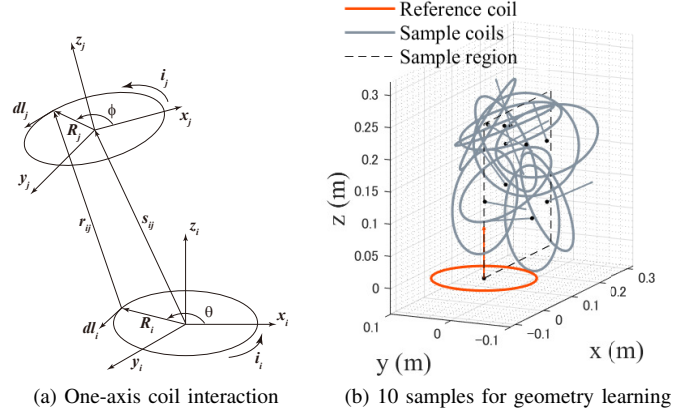 z_j
i_j
dl_j
ϕ
R_j
x_j
y_j
r_ij
s_ij
z_i
dl_i
R_i
θ
x_i
y_i
i_i
(a) One-axis coil interaction
Reference coil
Sample coils
Sample region
0.3
0.25
0.2
0.15
0.1
0.05
0
z (m)
0.1
0
−0.1
y (m)
−0.1
0
0.1
0.2
0.3
x (m)
(b) 10 samples for geometry learning